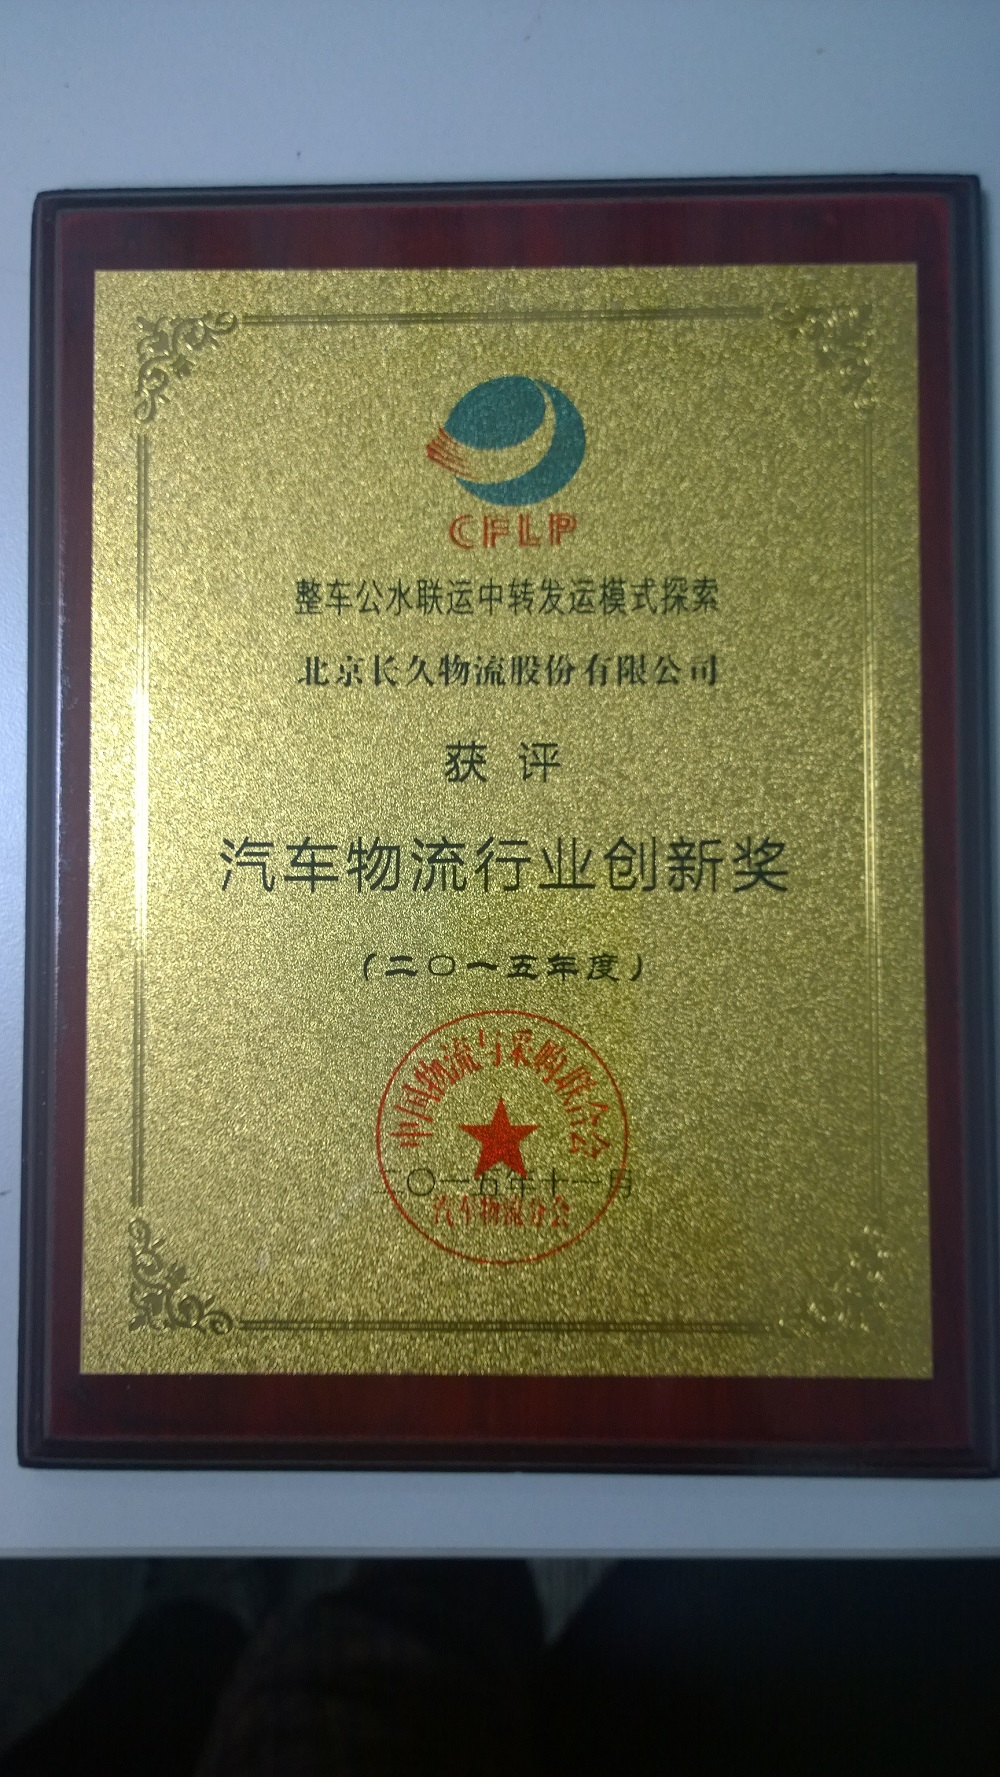 CFLP
整车公水联运中转发运模式探索
北京长久物流股份有限公司
获 评
汽车物流行业创新奖
(二〇一五年度)
中国物流与采购联合会
二〇一五年十一月
汽车物流分会